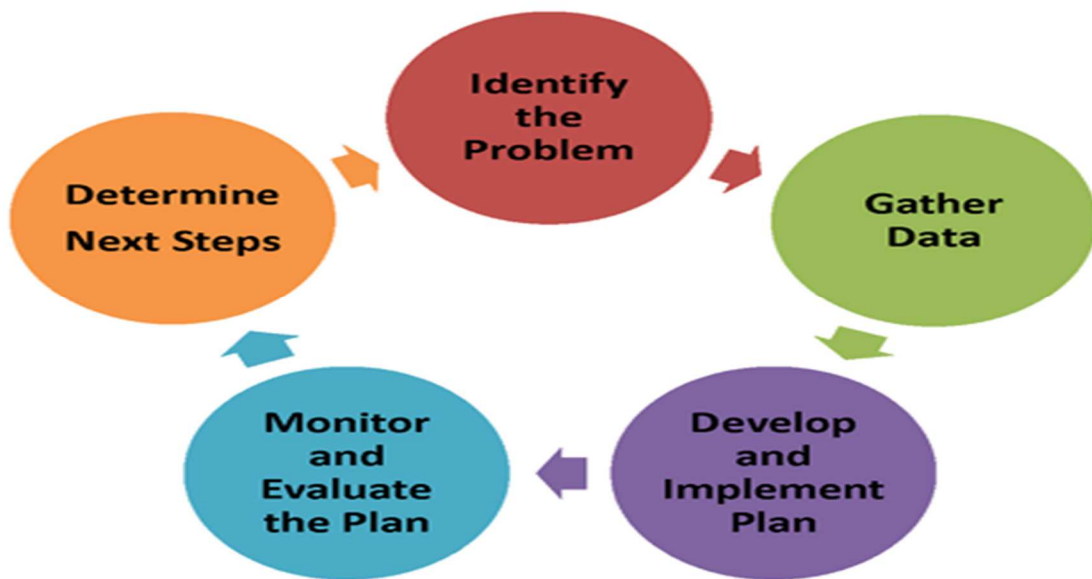 Identify
the
Problem
Gather
Data
Develop
and
Implement
Plan
Monitor
and
Evaluate
the Plan
Determine
Next Steps